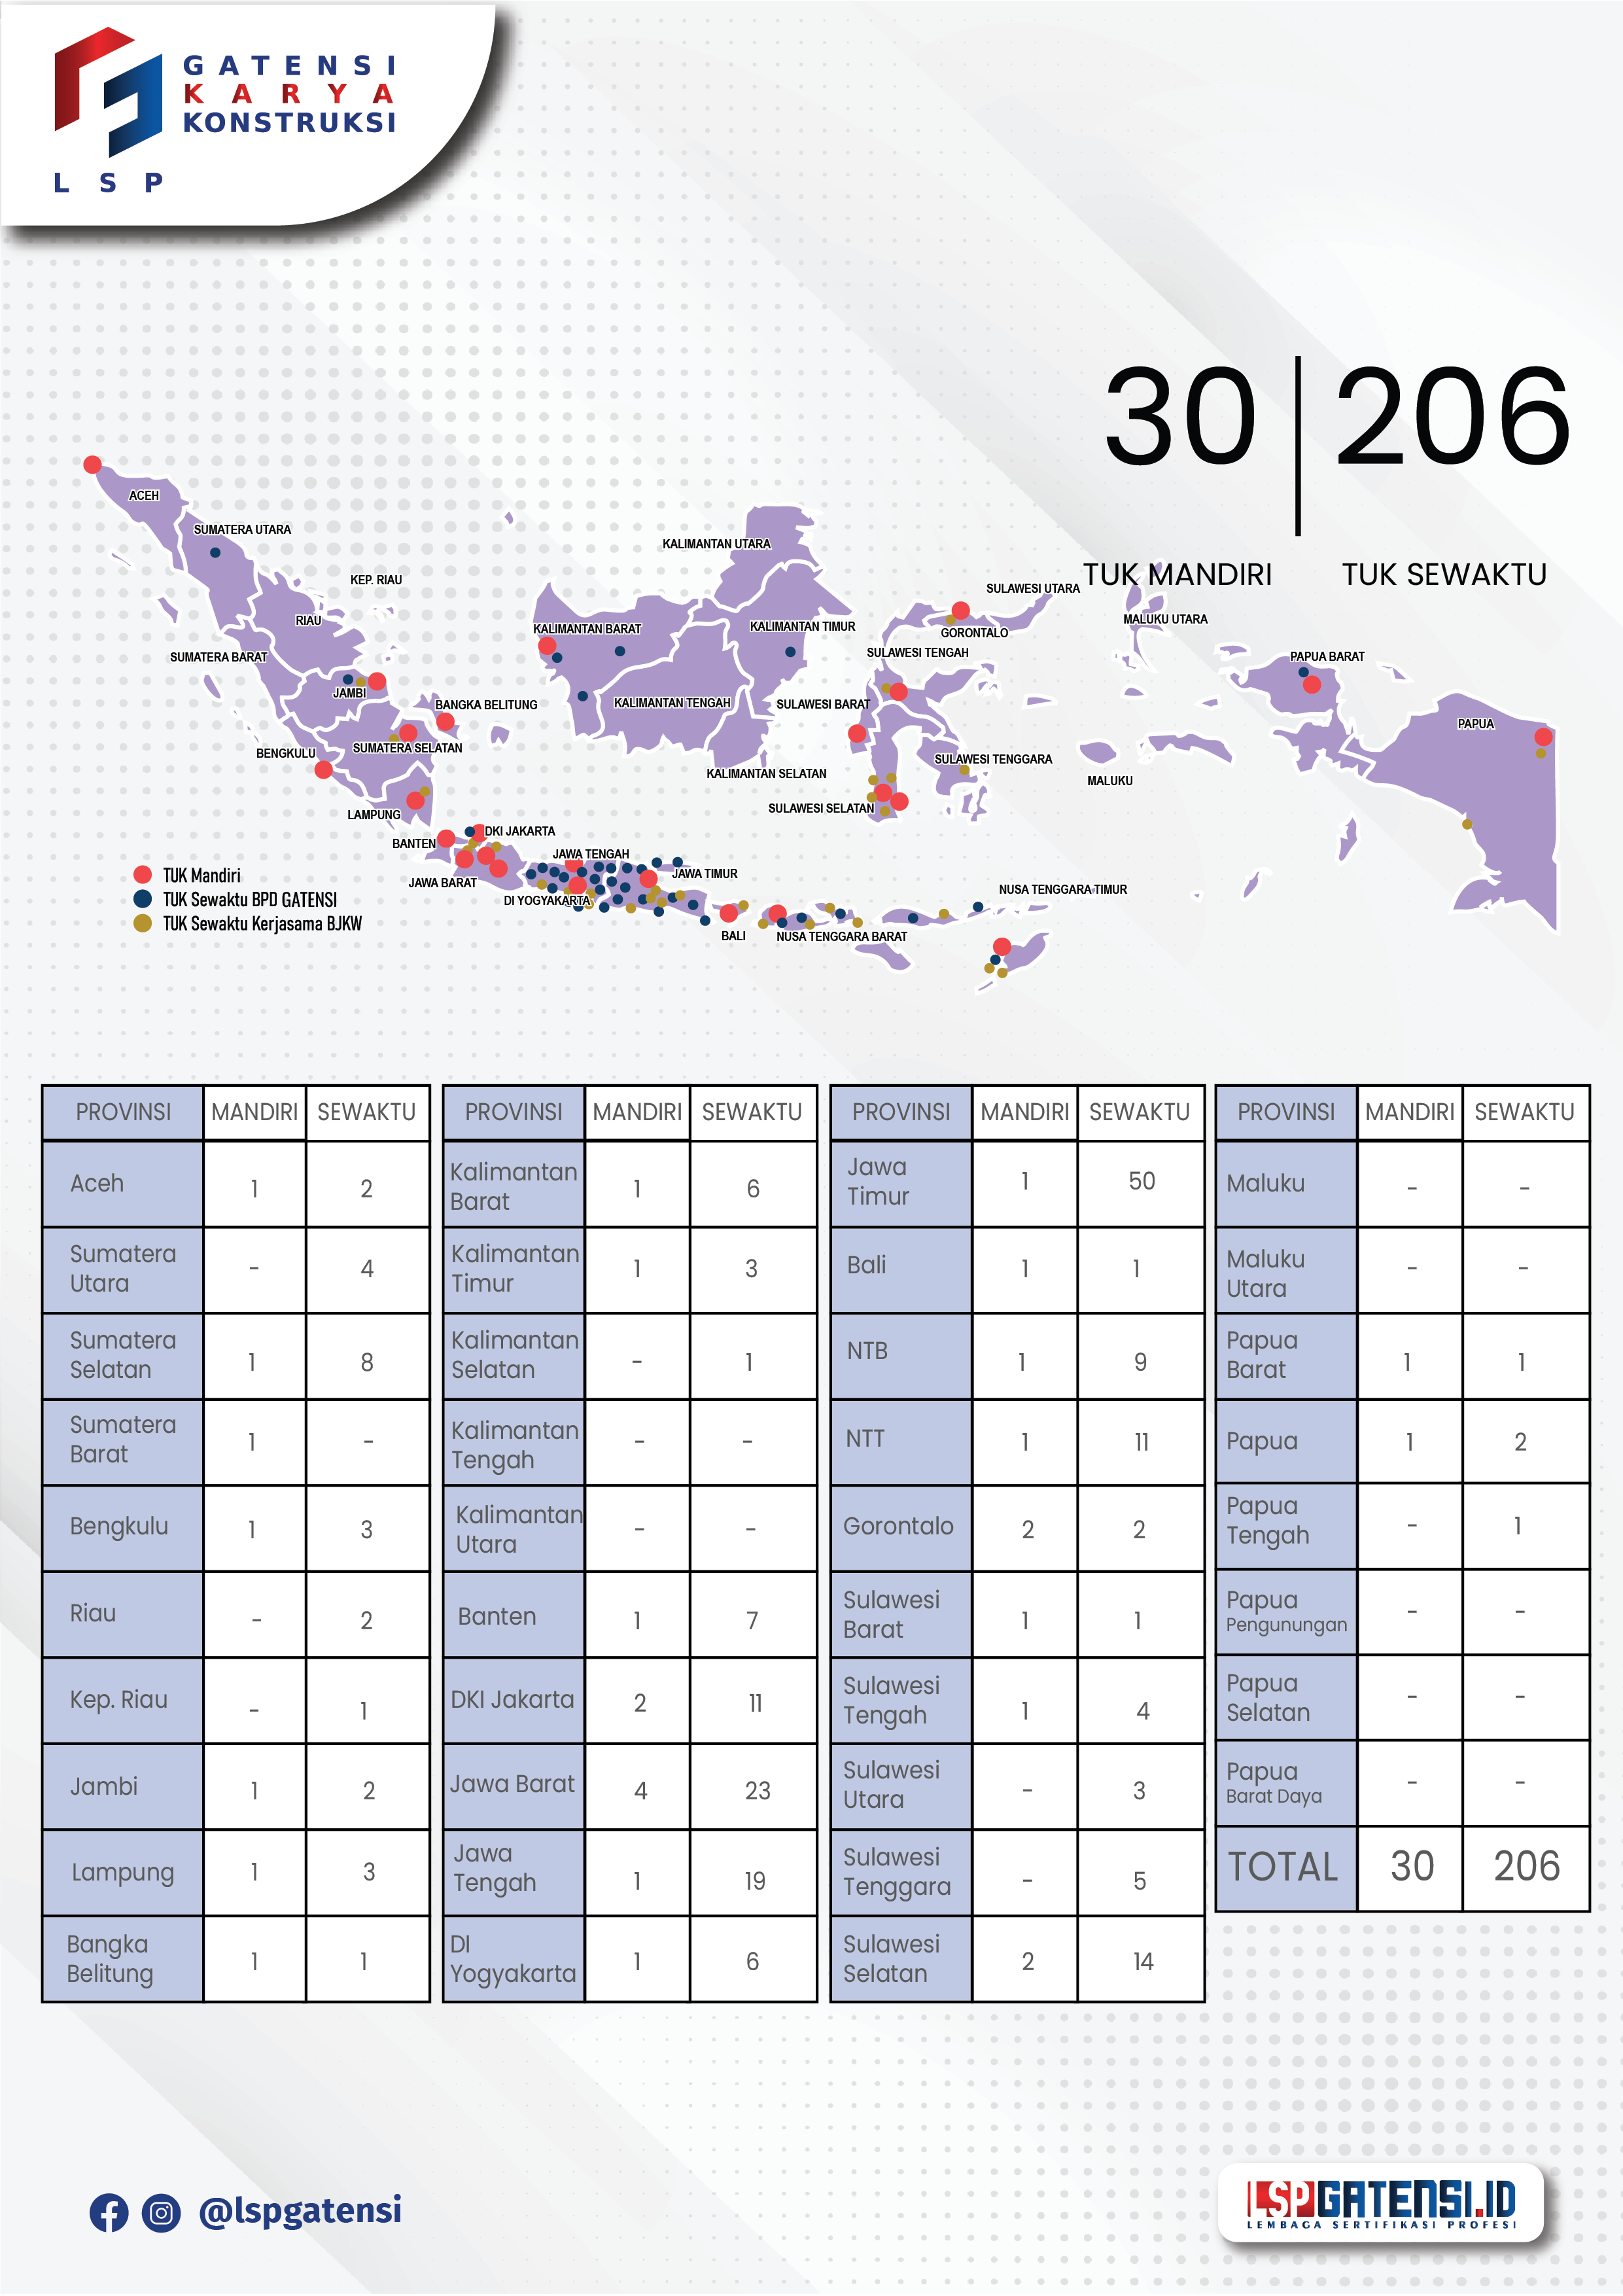 GATENSI
KARYA
KONSTRUKSI
LSP
30
206
TUK MANDIRI
TUK SEWAKTU
ACEH
SUMATERA UTARA
KEP. RIAU
RIAU
SUMATERA BARAT
JAMBI
BANGKA BELITUNG
SUMATERA SELATAN
BENGKULU
LAMPUNG
BANTEN
DKI JAKARTA
JAWA BARAT
JAWA TENGAH
JAWA TIMUR
DI YOGYAKARTA
BALI
NUSA TENGGARA BARAT
NUSA TENGGARA TIMUR
KALIMANTAN UTARA
KALIMANTAN BARAT
KALIMANTAN TIMUR
KALIMANTAN TENGAH
KALIMANTAN SELATAN
SULAWESI UTARA
GORONTALO
SULAWESI TENGAH
SULAWESI BARAT
SULAWESI TENGGARA
SULAWESI SELATAN
MALUKU UTARA
MALUKU
PAPUA BARAT
PAPUA
TUK Mandiri
TUK Sewaktu BPD GATENSI
TUK Sewaktu Kerjasama BJKW
PROVINSI MANDIRI SEWAKTU
Aceh 1 2
Sumatera Utara - 4
Sumatera Selatan 1 8
Sumatera Barat 1 -
Bengkulu 1 3
Riau - 2
Kep. Riau - 1
Jambi 1 2
Lampung 1 3
Bangka Belitung 1 1
PROVINSI MANDIRI SEWAKTU
Kalimantan Barat 1 6
Kalimantan Timur 1 3
Kalimantan Selatan - 1
Kalimantan Tengah - -
Kalimantan Utara - -
Banten 1 7
DKI Jakarta 2 11
Jawa Barat 4 23
Jawa Tengah 1 19
DI Yogyakarta 1 6
PROVINSI MANDIRI SEWAKTU
Jawa Timur 1 50
Bali 1 1
NTB 1 9
NTT 1 11
Gorontalo 2 2
Sulawesi Barat 1 1
Sulawesi Tengah 1 4
Sulawesi Utara - 3
Sulawesi Tenggara - 5
Sulawesi Selatan 2 14
PROVINSI MANDIRI SEWAKTU
Maluku - -
Maluku Utara - -
Papua Barat 1 1
Papua 1 2
Papua Tengah - 1
Papua Pengunungan - -
Papua Selatan - -
Papua Barat Daya - -
TOTAL 30 206
@lspgatensi
LSPGATENSI.ID
LEMBAGA SERTIFIKASI PROFESI